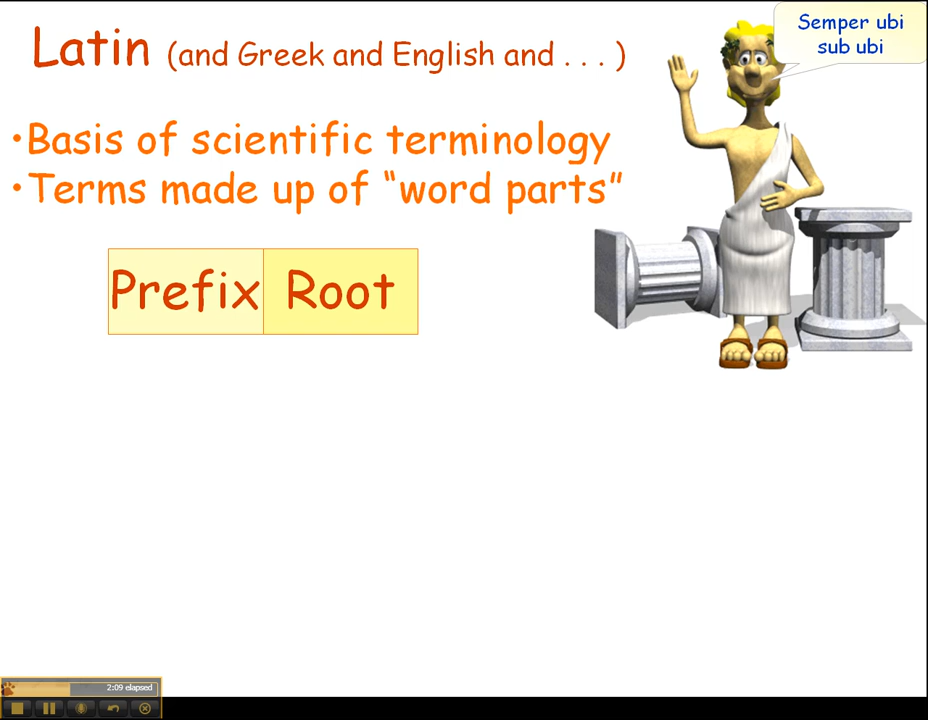 Latin (and Greek and English and . . . )
Semper ubi
sub ubi
•Basis of scientific terminology
•Terms made up of “word parts”
Prefix Root
2:09 elapsed